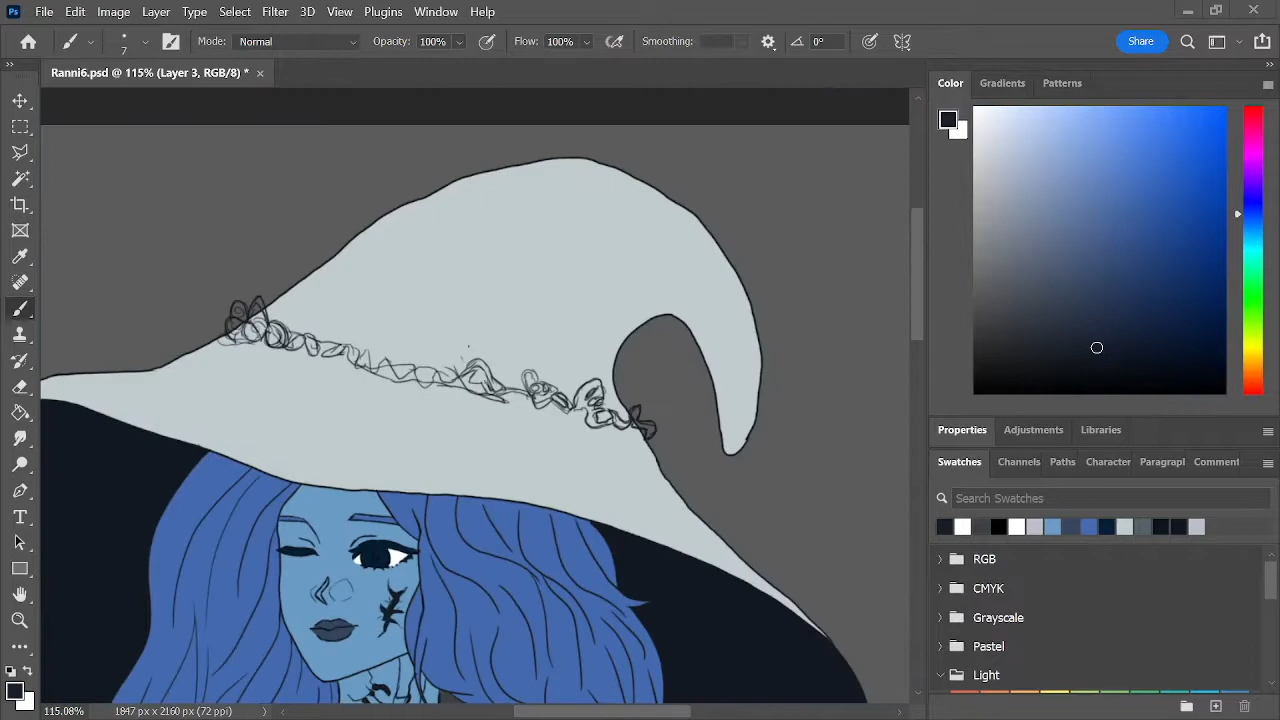 Ps File Edit Image Layer Type Select Filter 3D View Plugins Window Help
7 Mode: Normal Opacity: 100% Flow: 100% Smoothing: 0° Share
Ranni6.psd @ 115% (Layer 3, RGB/8) *
Color Gradients Patterns
Properties Adjustments Libraries
Swatches Channels Paths Character Paragrapl Comment
Search Swatches
RGB
CMYK
Grayscale
Pastel
Light
115.08% 1847 px x 2160 px (72 ppi)